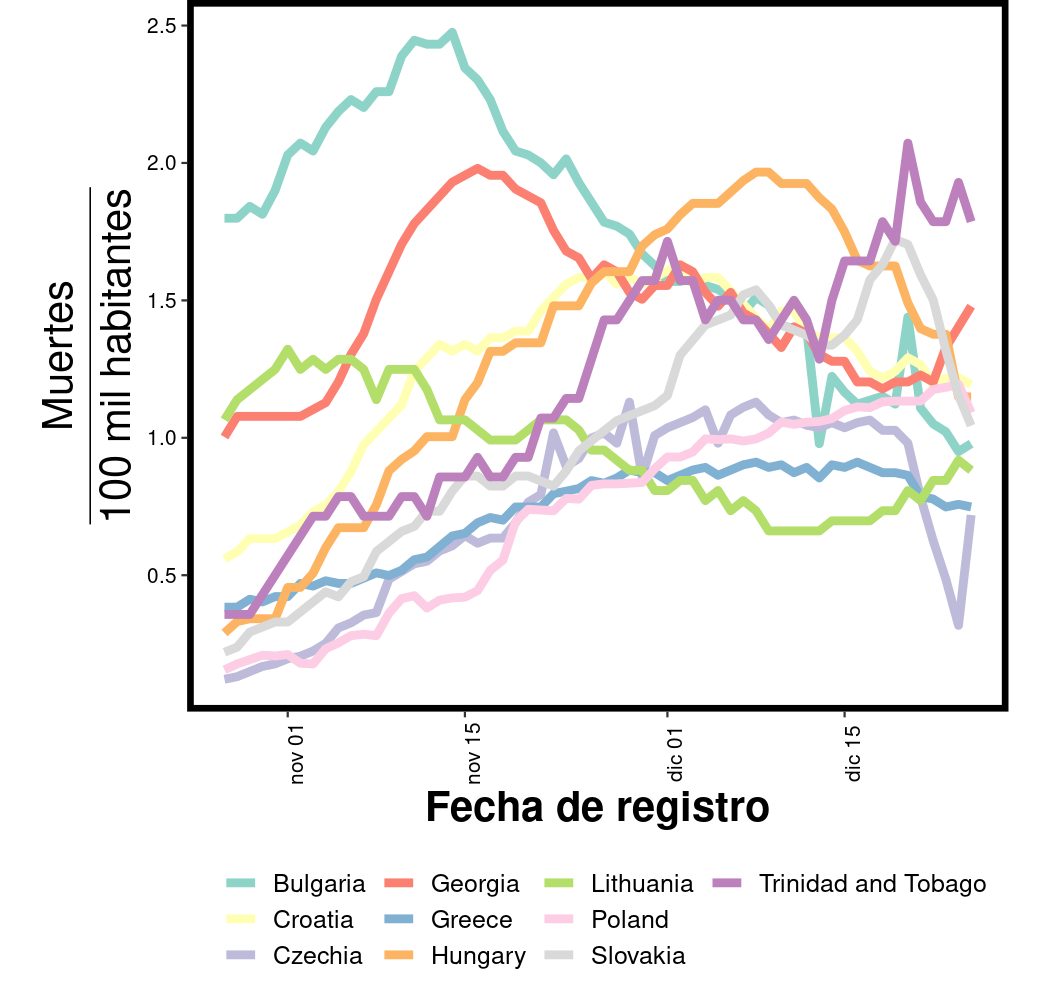 2.5
2.0
1.5
1.0
0.5
Muertes
100 mil habitantes
nov 01
nov 15
dic 01
dic 15
Fecha de registro
Bulgaria Georgia Lithuania Trinidad and Tobago
Croatia Greece Poland
Czechia Hungary Slovakia